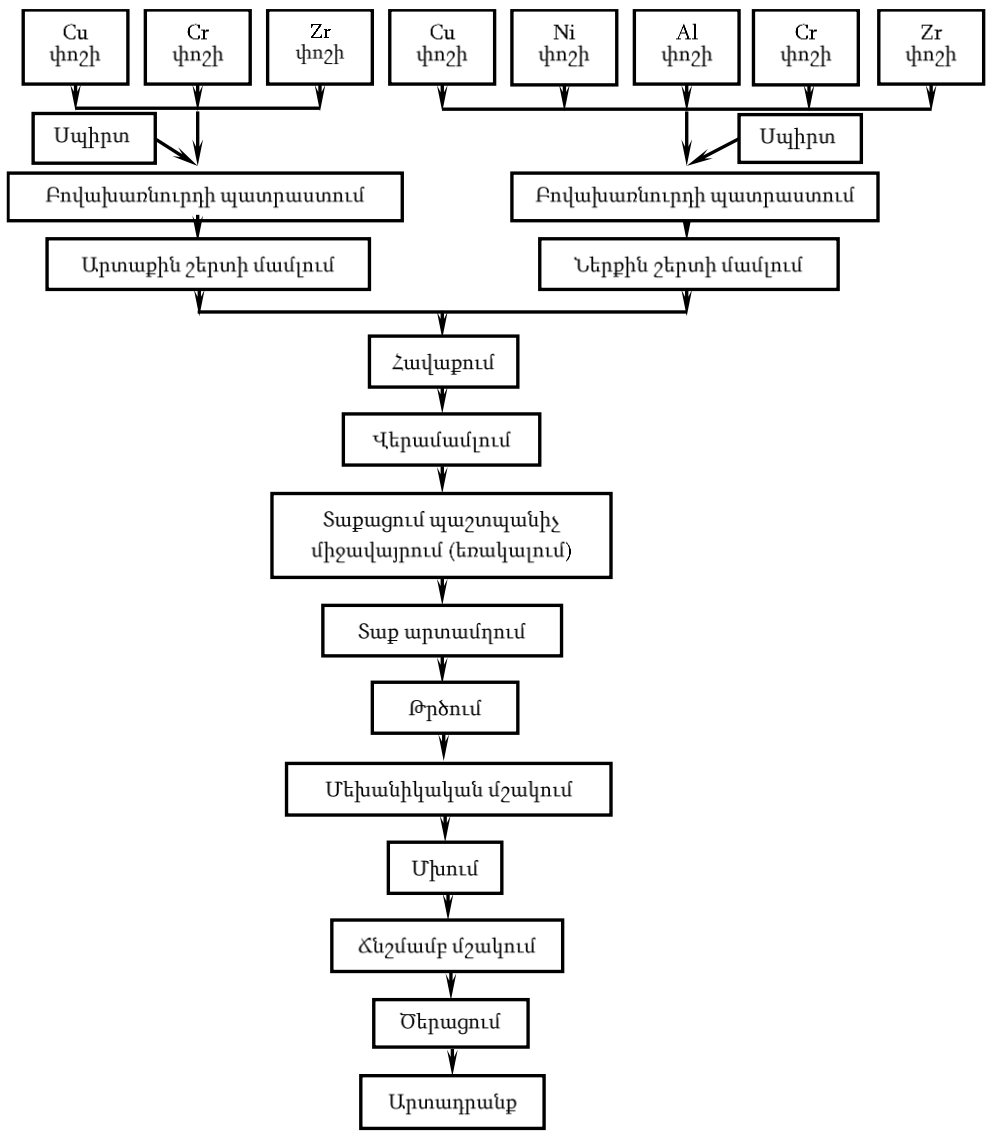 Cu
փոշի
Cr
փոշի
Zr
փոշի
Cu
փոշի
Ni
փոշի
Al
փոշի
Cr
փոշի
Zr
փոշի
Սպիրտ
Սպիրտ
Բովախառնուրդի պատրաստում
Բովախառնուրդի պատրաստում
Արտաքին շերտի մամլում
Ներքին շերտի մամլում
Հավաքում
Վերամամլում
Տաքացում պաշտպանիչ
միջավայրում (եռակալում)
Տաք արտամղում
Թրծում
Մեխանիկական մշակում
Մխում
Ճնշմամբ մշակում
Ծերացում
Արտադրանք